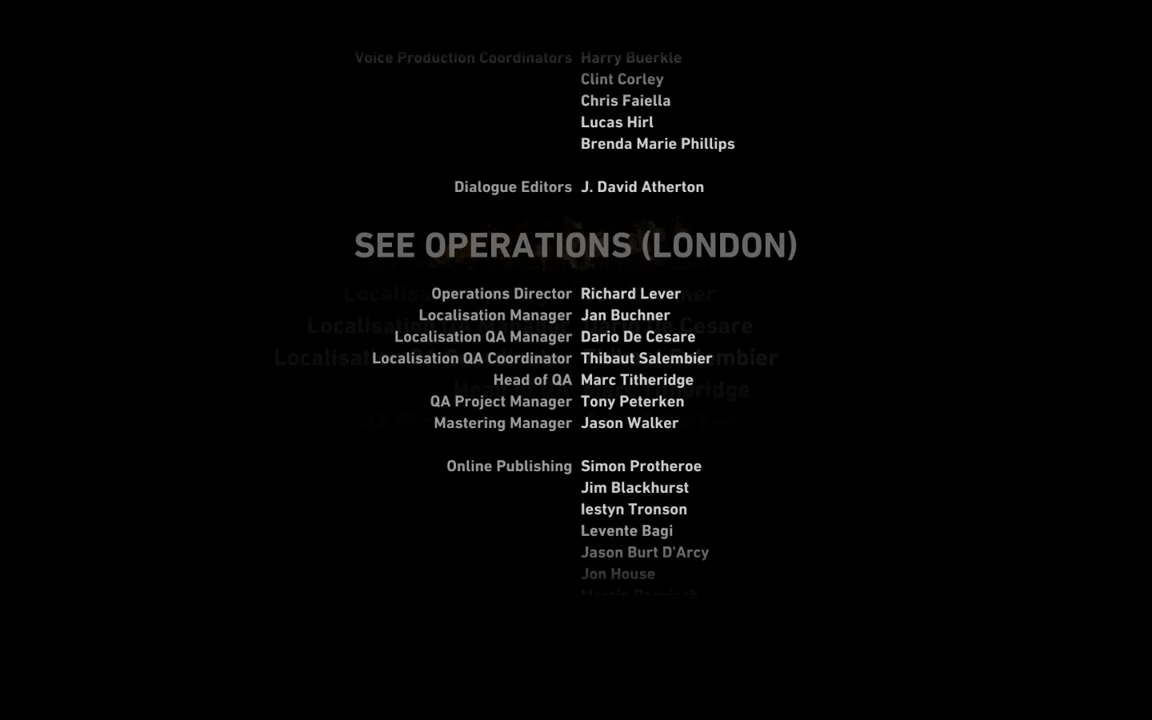 Voice Production Coordinators Harry Buerkle
Clint Corley
Chris Faiella
Lucas Hirl
Brenda Marie Phillips
Dialogue Editors J. David Atherton
SEE OPERATIONS (LONDON)
Operations Director Richard Lever
Localisation Manager Jan Buchner
Localisation QA Manager Dario De Cesare
Localisation QA Coordinator Thibaut Salembier
Head of QA Marc Titheridge
QA Project Manager Tony Peterken
Mastering Manager Jason Walker
Online Publishing Simon Protheroe
Jim Blackhurst
Iestyn Tronson
Levente Bagi
Jason Burt D'Arcy
Jon House